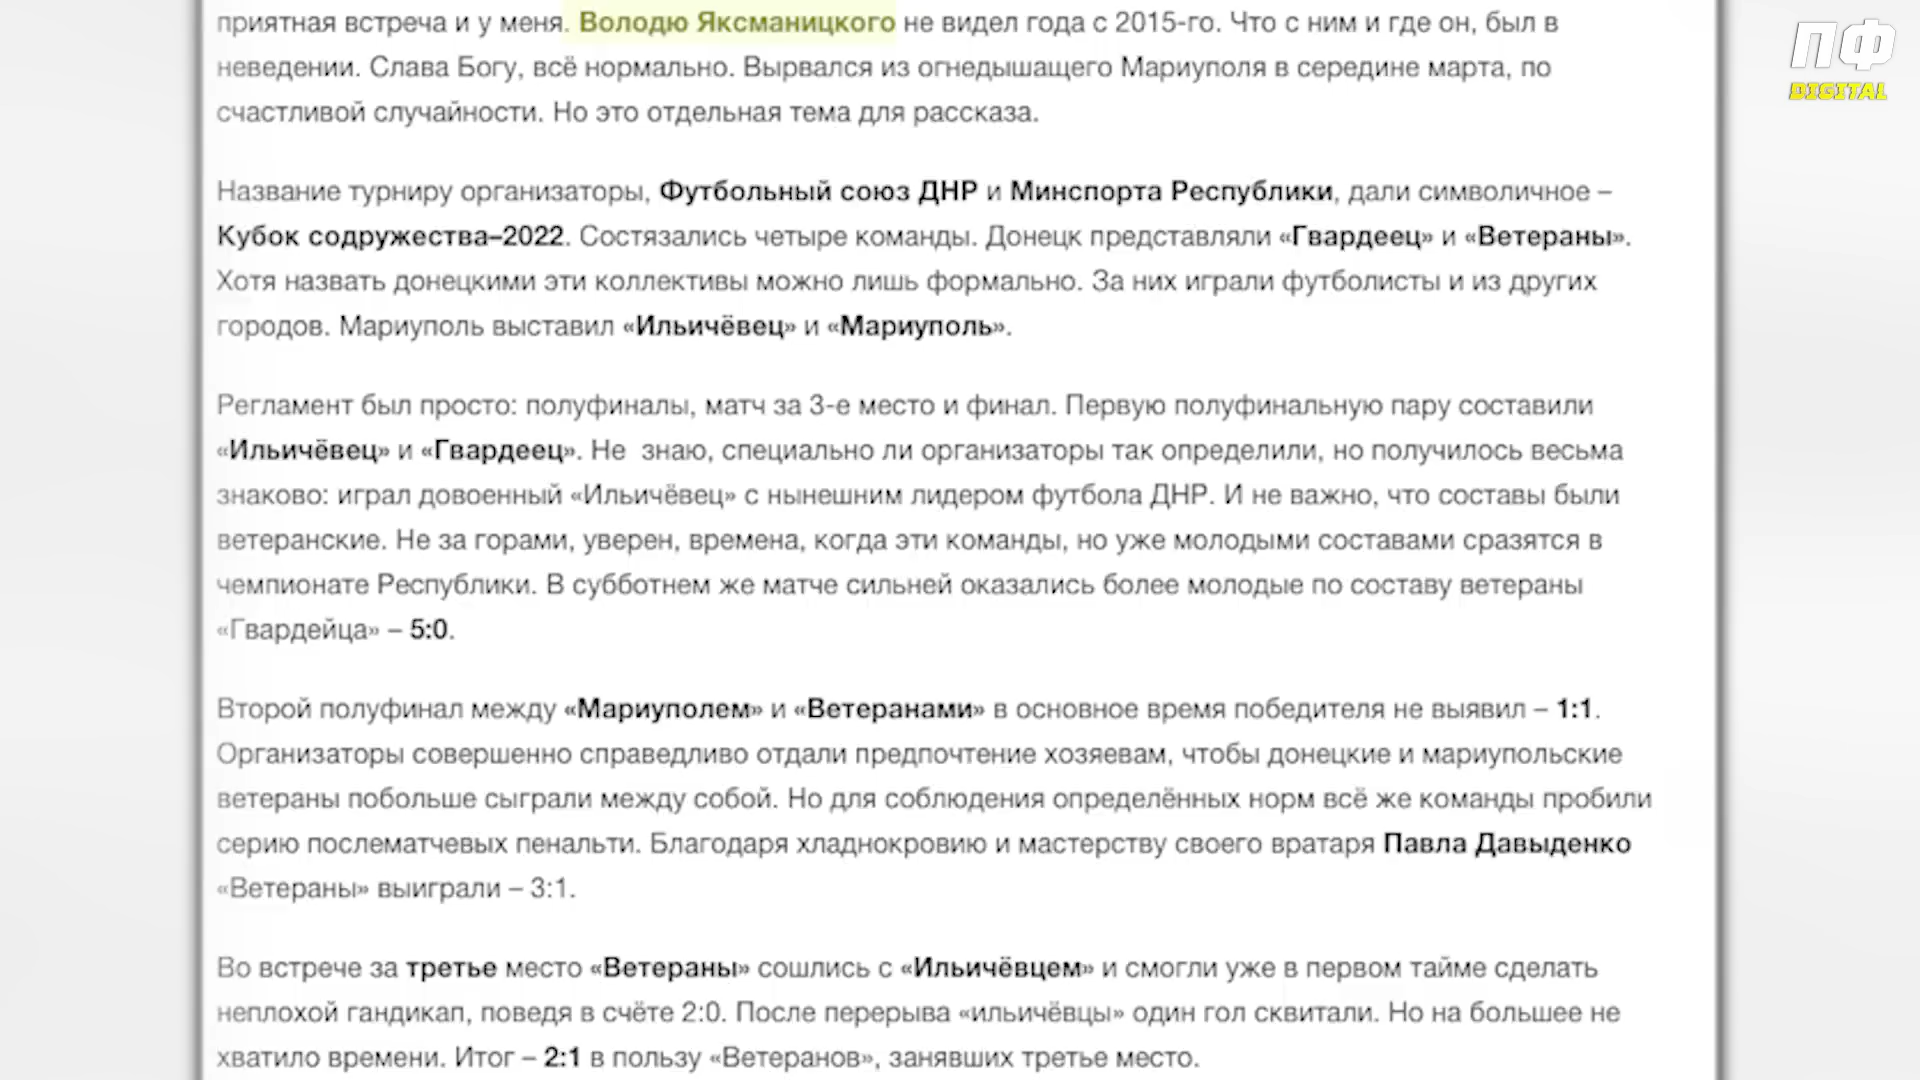 приятная встреча и у меня. Володю Яксманицкого не видел года с 2015-го. Что с ним и где он, был в
неведении. Слава Богу, всё нормально. Вырвался из огнедышащего Мариуполя в середине марта, по
счастливой случайности. Но это отдельная тема для рассказа.
Название турниру организаторы, Футбольный союз ДНР и Минспорта Республики, дали символичное –
Кубок содружества–2022. Состязались четыре команды. Донецк представляли «Гвардеец» и «Ветераны».
Хотя назвать донецкими эти коллективы можно лишь формально. За них играли футболисты и из других
городов. Мариуполь выставил «Ильичёвец» и «Мариуполь».
Регламент был просто: полуфиналы, матч за 3-е место и финал. Первую полуфинальную пару составили
«Ильичёвец» и «Гвардеец». Не знаю, специально ли организаторы так определили, но получилось весьма
знаково: играл довоенный «Ильичёвец» с нынешним лидером футбола ДНР. И не важно, что составы были
ветеранские. Не за горами, уверен, времена, когда эти команды, но уже молодыми составами сразятся в
чемпионате Республики. В субботнем же матче сильней оказались более молодые по составу ветераны
«Гвардейца» – 5:0.
Второй полуфинал между «Мариуполем» и «Ветеранами» в основное время победителя не выявил – 1:1.
Организаторы совершенно справедливо отдали предпочтение хозяевам, чтобы донецкие и мариупольские
ветераны побольше сыграли между собой. Но для соблюдения определённых норм всё же команды пробили
серию послематчевых пенальти. Благодаря хладнокровию и мастерству своего вратаря Павла Давыденко
«Ветераны» выиграли – 3:1.
Во встрече за третье место «Ветераны» сошлись с «Ильичёвцем» и смогли уже в первом тайме сделать
неплохой гандикап, поведя в счёте 2:0. После перерыва «ильичёвцы» один гол сквитали. Но на большее не
хватило времени. Итог – 2:1 в пользу «Ветеранов», занявших третье место.
ПФ
DIGITAL